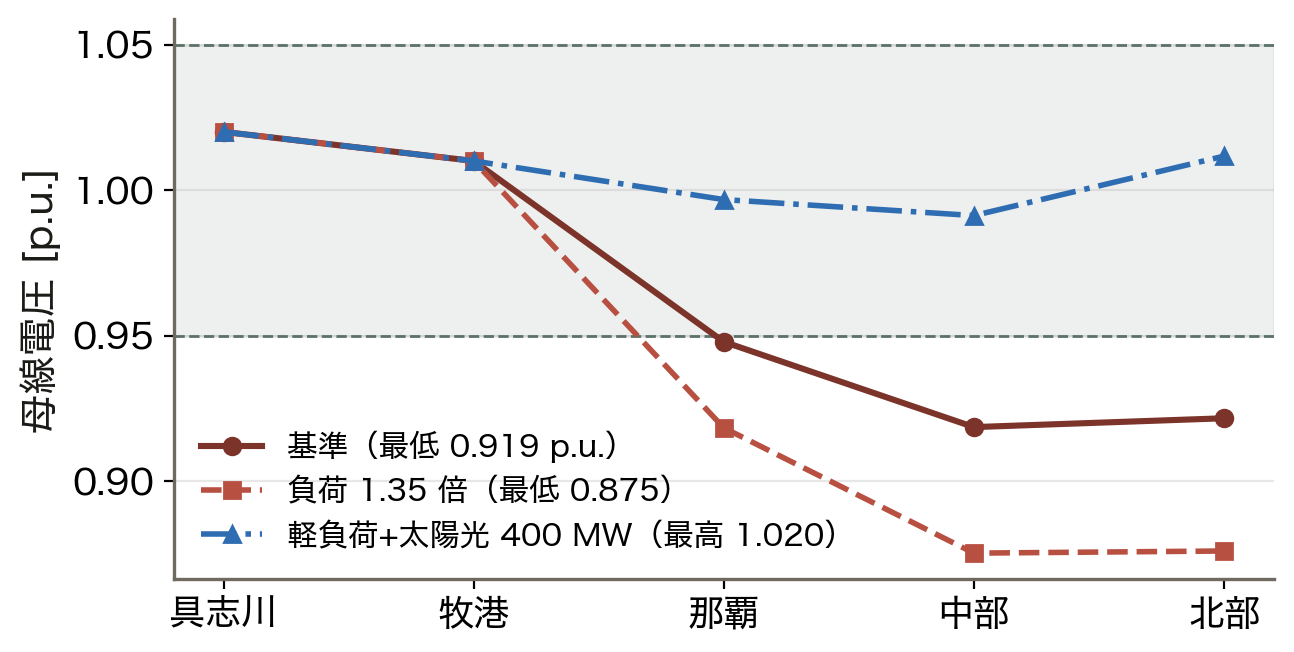 母線電圧 [p.u.]
1.05
1.00
0.95
0.90
基準（最低 0.919 p.u.）
負荷 1.35 倍（最低 0.875）
軽負荷+太陽光 400 MW（最高 1.020）
具志川
牧港
那覇
中部
北部